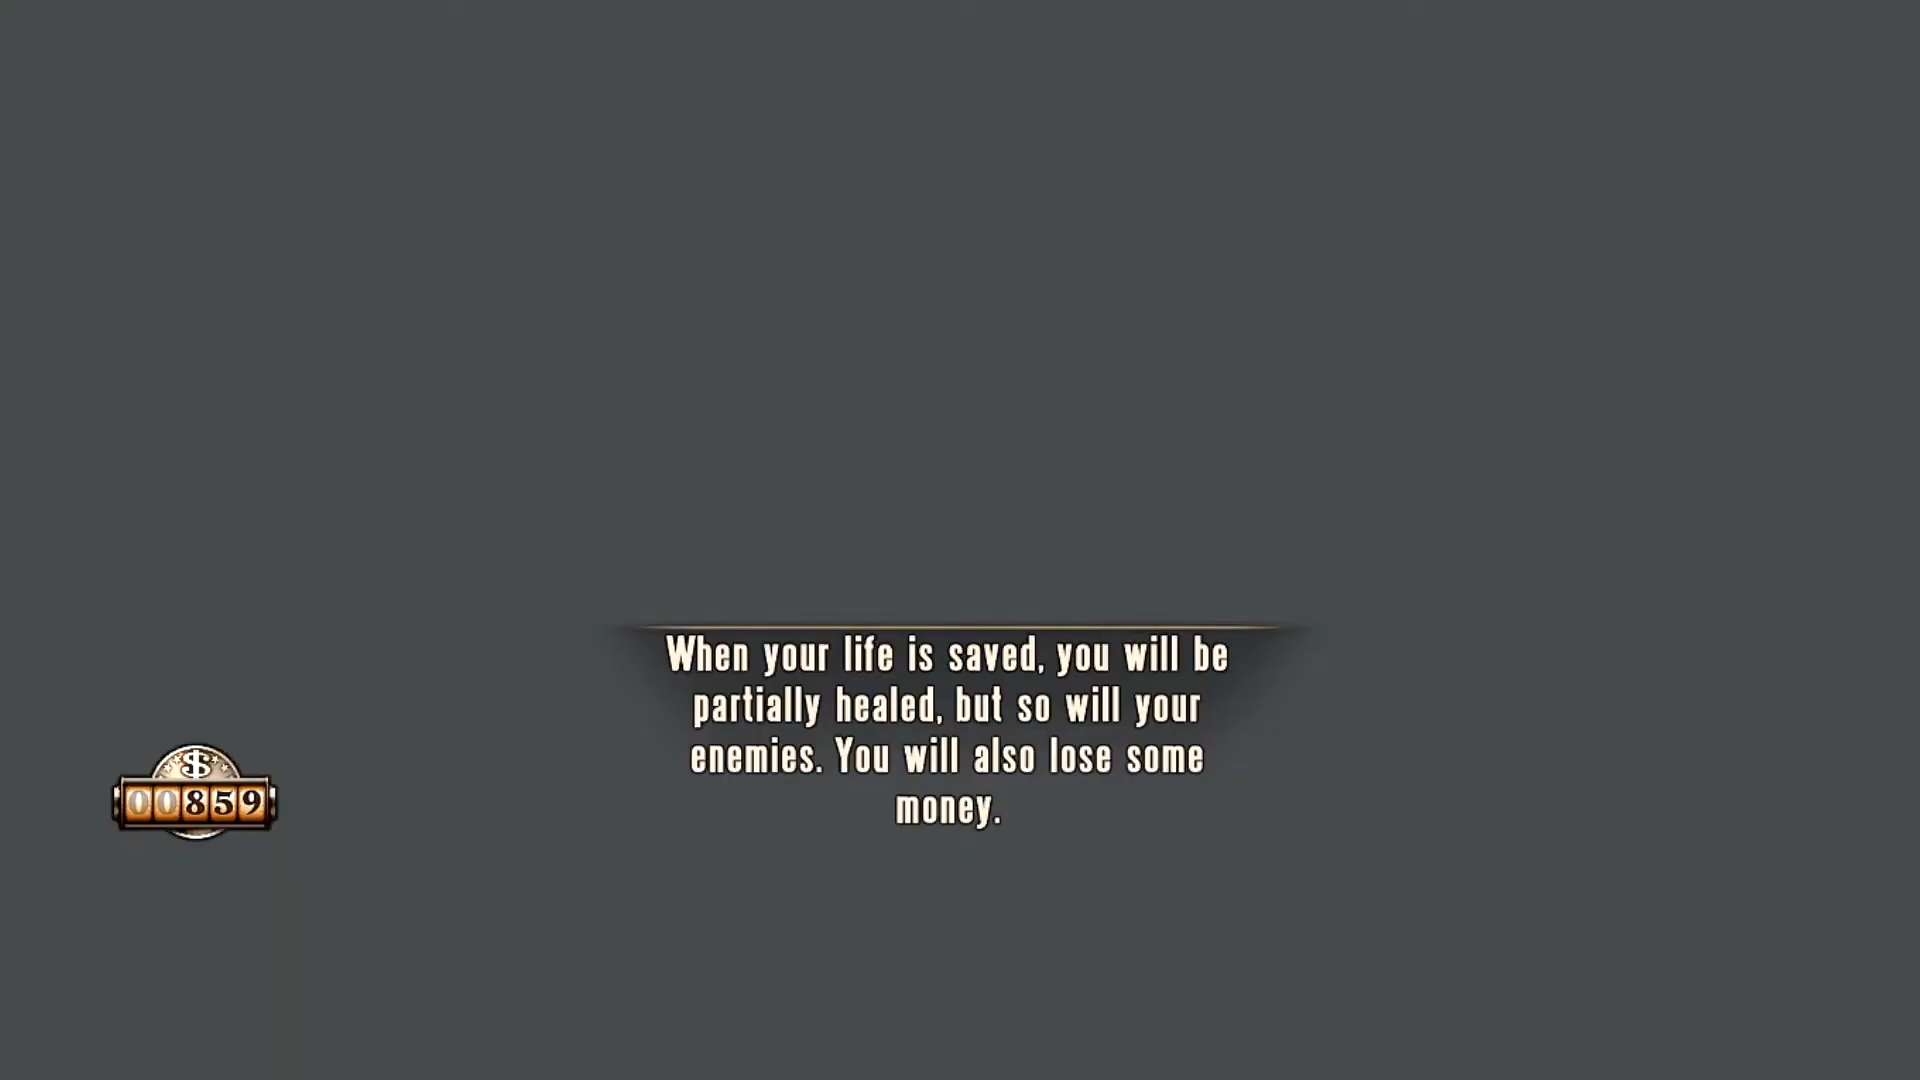 When your life is saved, you will be
partially healed, but so will your
enemies. You will also lose some
money.
$
00859